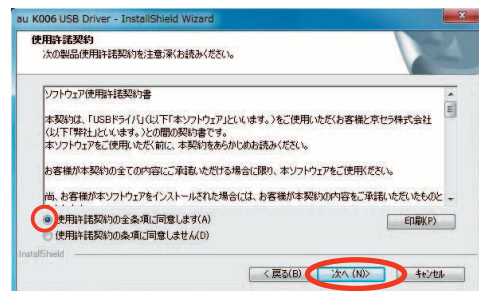 au K006 USB Driver - InstallShield Wizard
使用許諾契約
次の製品使用許諾契約を注意深くお読みください。
ソフトウェア使用許諾契約書
本契約は、「USBドライバ」(以下「本ソフトウェア」といいます。)をご使用いただくお客様と京セラ株式会社
(以下「弊社」といいます。)との間の契約書です。
本ソフトウェアをご使用いただく前に、本契約をあらかじめお読みください。
お客様が本契約の全ての内容にご承諾いただける場合に限り、本ソフトウェアをご使用ください。
尚、お客様が本ソフトウェアをインストールされた場合には、お客様が本契約の内容をご承諾いただいたものと
使用許諾契約の全条項に同意します(A)
印刷(P)
使用許諾契約の条項に同意しません(D)
InstallShield
< 戻る(B)
次へ (N)>
キャンセル